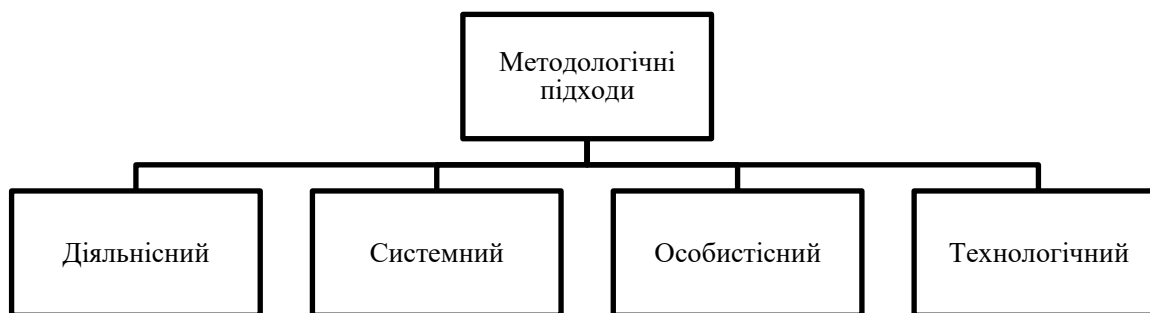 Методологічні
підходи
Діяльнісний
Системний
Особистісний
Технологічний